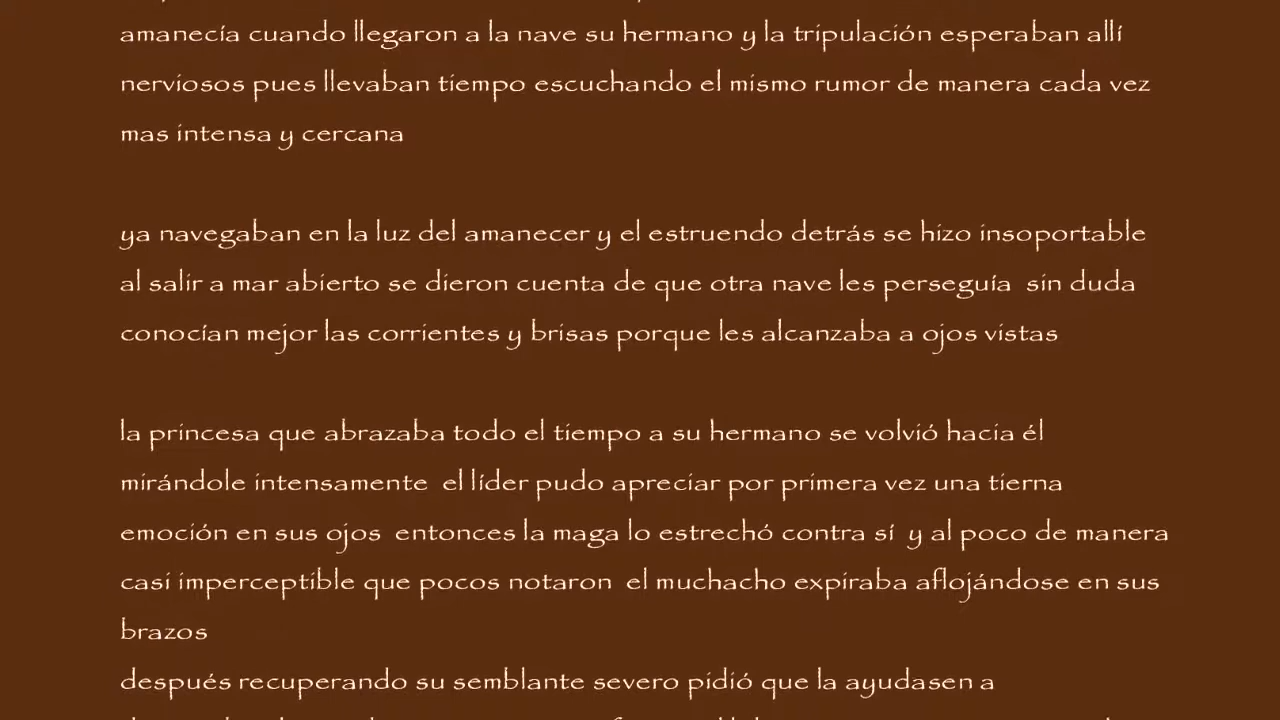 amanecía cuando llegaron a la nave su hermano y la tripulación esperaban allí
nerviosos pues llevaban tiempo escuchando el mismo rumor de manera cada vez
mas intensa y cercana
ya navegaban en la luz del amanecer y el estruendo detrás se hizo insoportable
al salir a mar abierto se dieron cuenta de que otra nave les perseguía  sin duda
conocían mejor las corrientes y brisas porque les alcanzaba a ojos vistas
la princesa que abrazaba todo el tiempo a su hermano se volvió hacia él
mirándole intensamente  el líder pudo apreciar por primera vez una tierna
emoción en sus ojos  entonces la maga lo estrechó contra sí  y al poco de manera
casi imperceptible que pocos notaron  el muchacho expiraba aflojándose en sus
brazos
después recuperando su semblante severo pidió que la ayudasen a